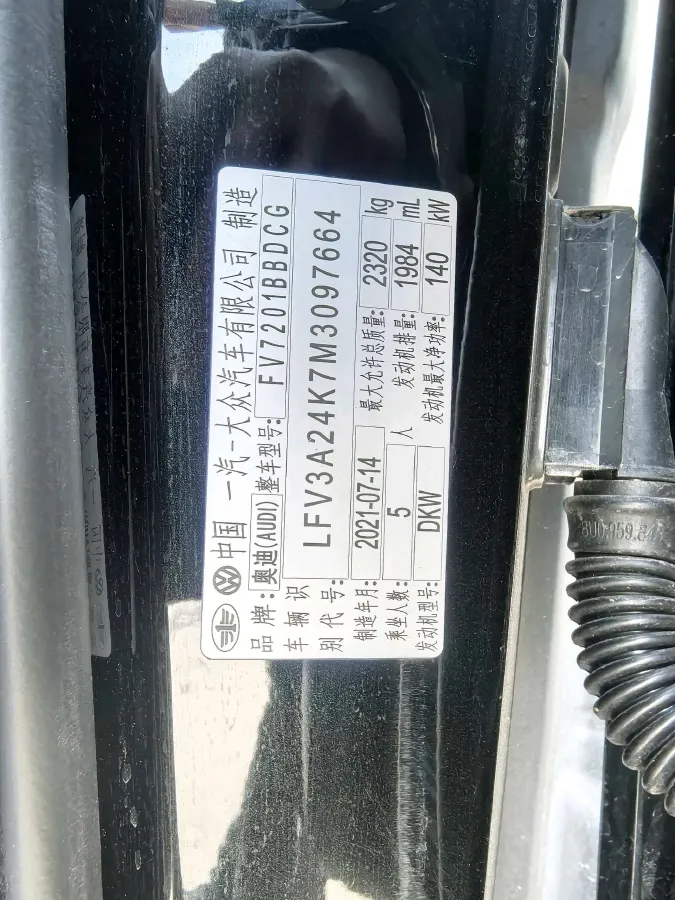 中国 一汽-大众汽车有限公司 制造
品牌: 奥迪(AUDI) 整车型号: FV7201BBDCG
车辆识
别代号: LFV3A24K7M3097664
制造年月: 2021-07-14 最大允许总质量: 2320 kg
乘坐人数: 5 人 发动机排量: 1984 mL
发动机型号: DKW 发动机最大净功率: 140 kW